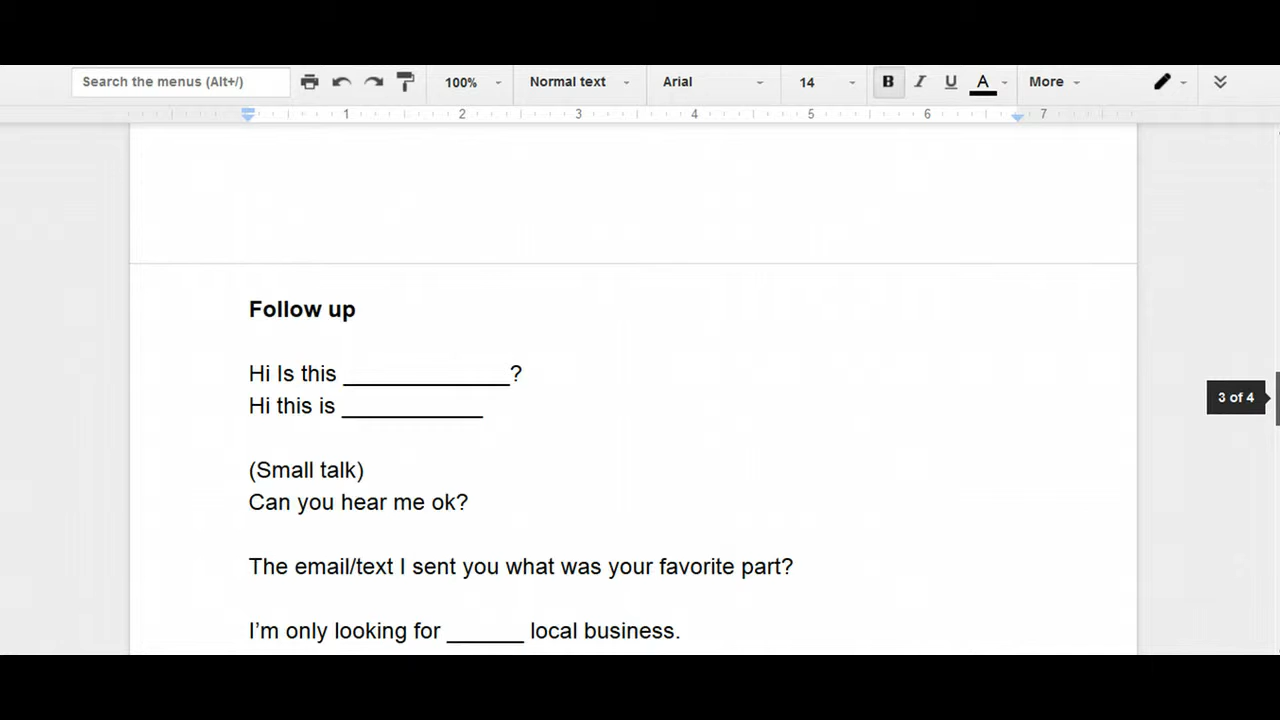 Search the menus (Alt+/) 100% Normal text Arial 14 B I U A More
1 2 3 4 5 6 7
Follow up
Hi Is this ______________?
Hi this is ____________
3 of 4
(Small talk)
Can you hear me ok?
The email/text I sent you what was your favorite part?
I’m only looking for ______ local business.